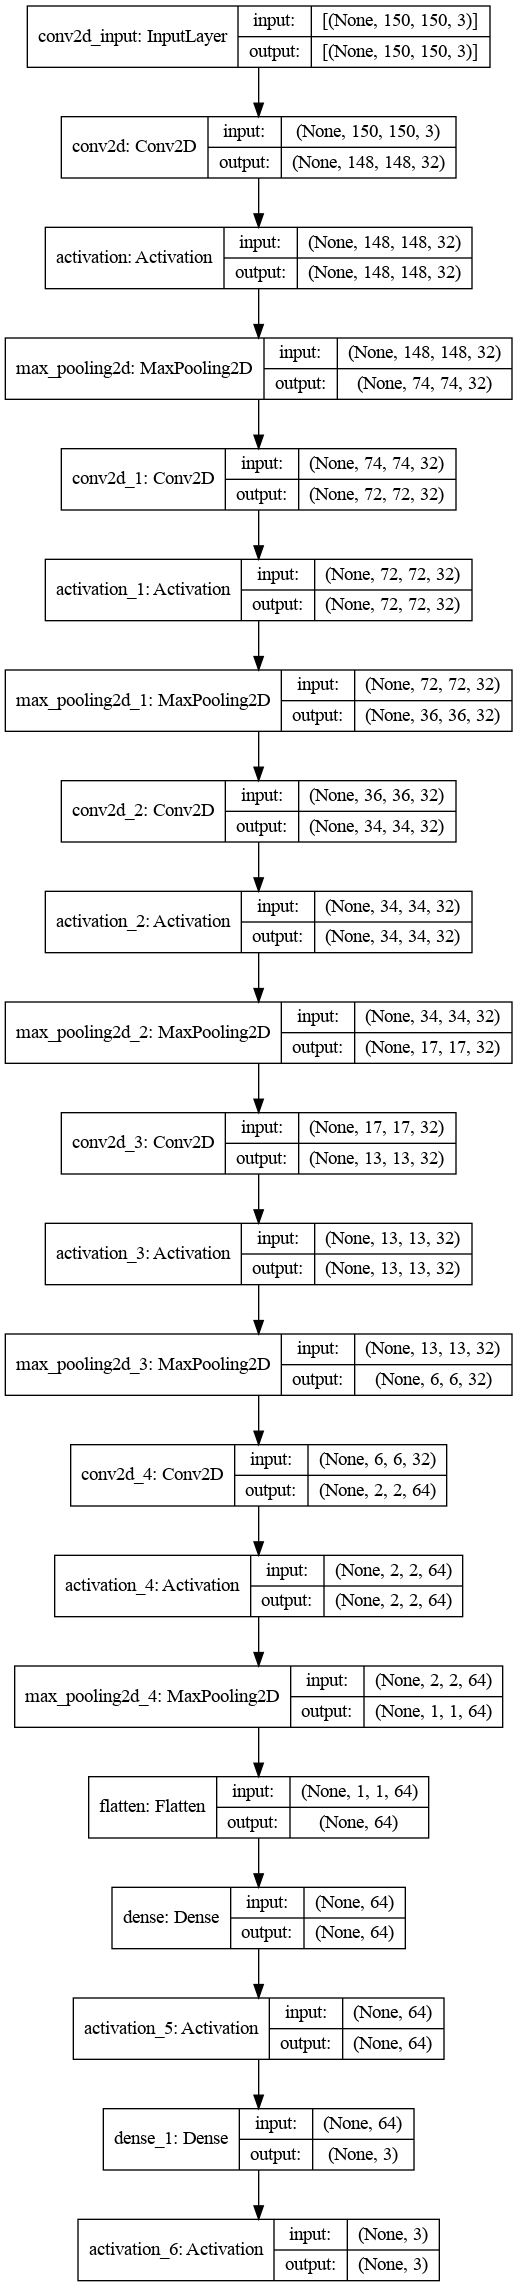 conv2d_input: InputLayer
input:
[(None, 150, 150, 3)]
output:
[(None, 150, 150, 3)]
conv2d: Conv2D
input:
(None, 150, 150, 3)
output:
(None, 148, 148, 32)
activation: Activation
input:
(None, 148, 148, 32)
output:
(None, 148, 148, 32)
max_pooling2d: MaxPooling2D
input:
(None, 148, 148, 32)
output:
(None, 74, 74, 32)
conv2d_1: Conv2D
input:
(None, 74, 74, 32)
output:
(None, 72, 72, 32)
activation_1: Activation
input:
(None, 72, 72, 32)
output:
(None, 72, 72, 32)
max_pooling2d_1: MaxPooling2D
input:
(None, 72, 72, 32)
output:
(None, 36, 36, 32)
conv2d_2: Conv2D
input:
(None, 36, 36, 32)
output:
(None, 34, 34, 32)
activation_2: Activation
input:
(None, 34, 34, 32)
output:
(None, 34, 34, 32)
max_pooling2d_2: MaxPooling2D
input:
(None, 34, 34, 32)
output:
(None, 17, 17, 32)
conv2d_3: Conv2D
input:
(None, 17, 17, 32)
output:
(None, 13, 13, 32)
activation_3: Activation
input:
(None, 13, 13, 32)
output:
(None, 13, 13, 32)
max_pooling2d_3: MaxPooling2D
input:
(None, 13, 13, 32)
output:
(None, 6, 6, 32)
conv2d_4: Conv2D
input:
(None, 6, 6, 32)
output:
(None, 2, 2, 64)
activation_4: Activation
input:
(None, 2, 2, 64)
output:
(None, 2, 2, 64)
max_pooling2d_4: MaxPooling2D
input:
(None, 2, 2, 64)
output:
(None, 1, 1, 64)
flatten: Flatten
input:
(None, 1, 1, 64)
output:
(None, 64)
dense: Dense
input:
(None, 64)
output:
(None, 64)
activation_5: Activation
input:
(None, 64)
output:
(None, 64)
dense_1: Dense
input:
(None, 64)
output:
(None, 3)
activation_6: Activation
input:
(None, 3)
output:
(None, 3)